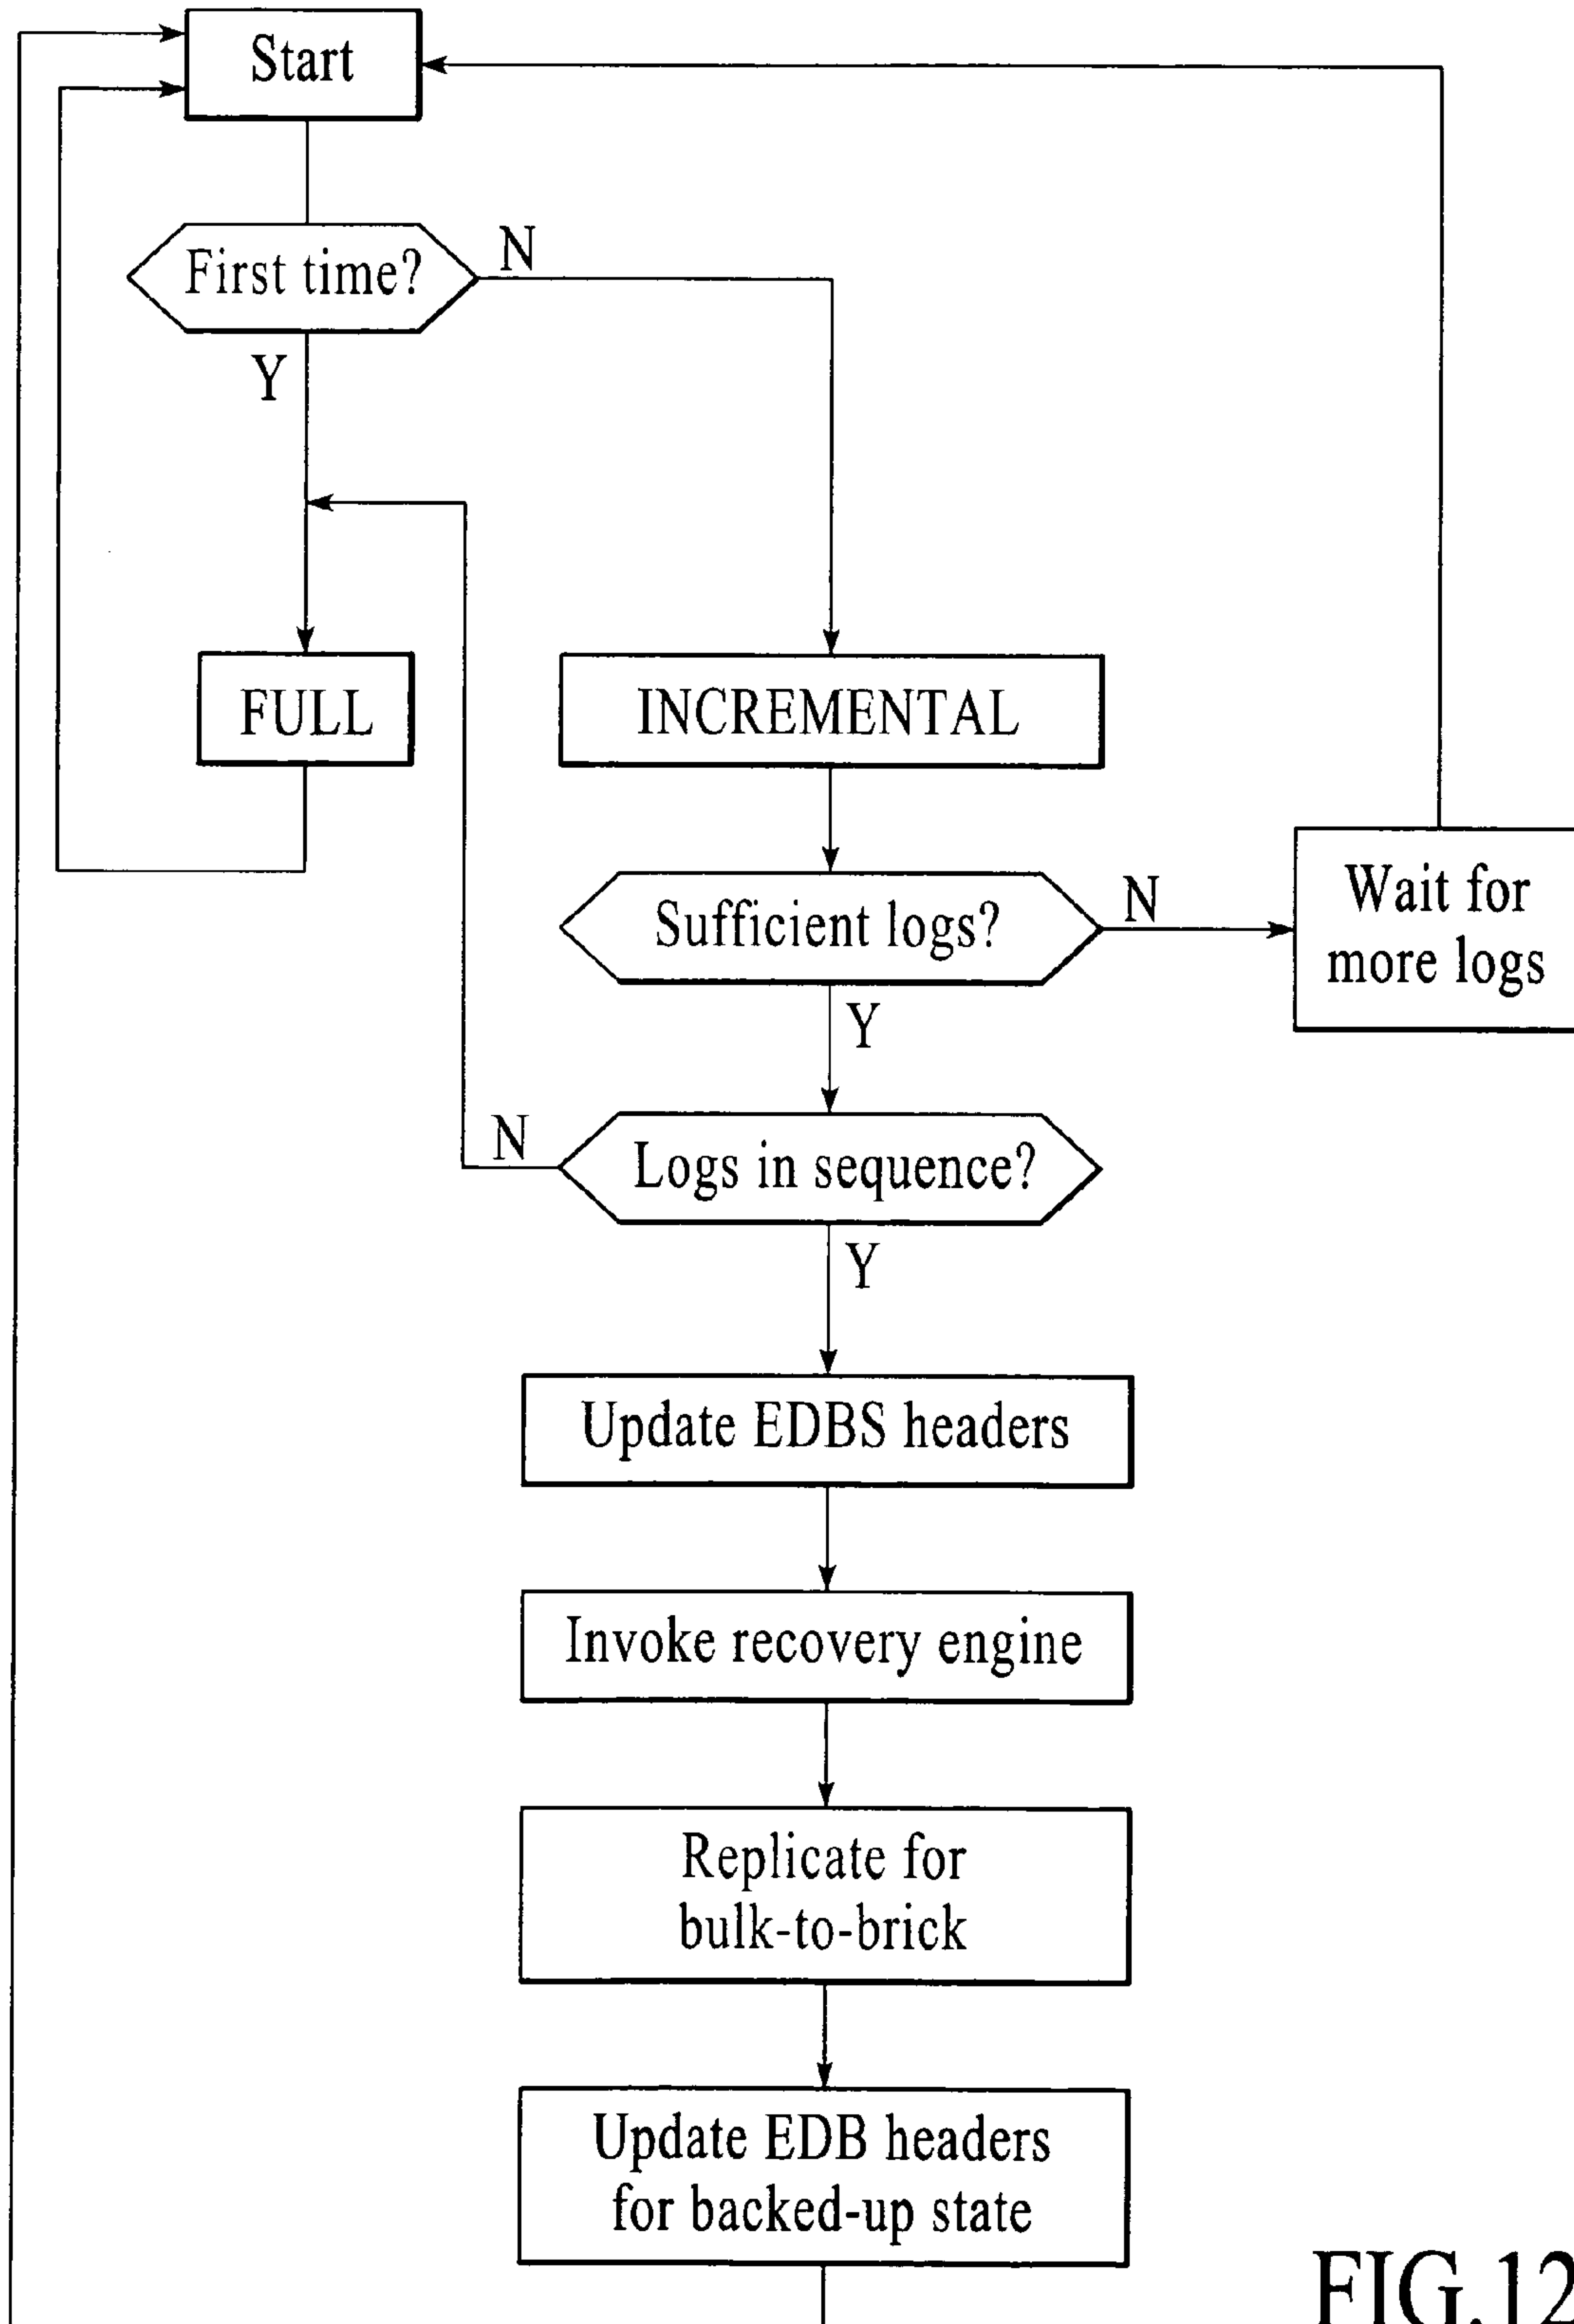 Start
First time?
N
Y
FULL
INCREMENTAL
Sufficient logs?
N
Wait for
more logs
Y
N
Logs in sequence?
Y
Update EDBS headers
Invoke recovery engine
Replicate for
bulk-to-brick
Update EDB headers
for backed-up state
FIG.12